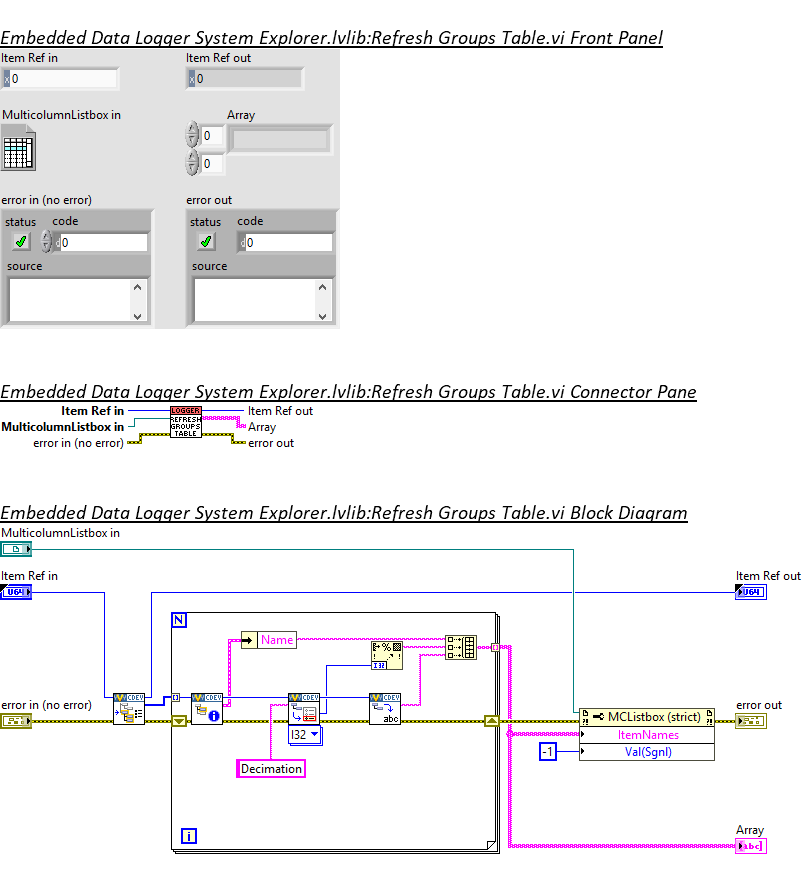 Embedded Data Logger System Explorer.lvlib:Refresh Groups Table.vi Front Panel
Item Ref in
Item Ref out
x 0
x 0
MulticolumnListbox in
Array
0
0
error in (no error)
error out
status code
status code
d 0
d 0
source
source
Embedded Data Logger System Explorer.lvlib:Refresh Groups Table.vi Connector Pane
Item Ref in
LOGGER
Item Ref out
MulticolumnListbox in
REFRESH
GROUPS
Array
error in (no error)
TABLE
error out
Embedded Data Logger System Explorer.lvlib:Refresh Groups Table.vi Block Diagram
MulticolumnListbox in
Item Ref in
Item Ref out
U64
U64
N
Name
%
I32
error in (no error)
CDEV
CDEV
CDEV
CDEV
error out
abc
MCListbox (strict)
I32
ItemNames
-1
Val(Sgnl)
Decimation
i
Array
abc